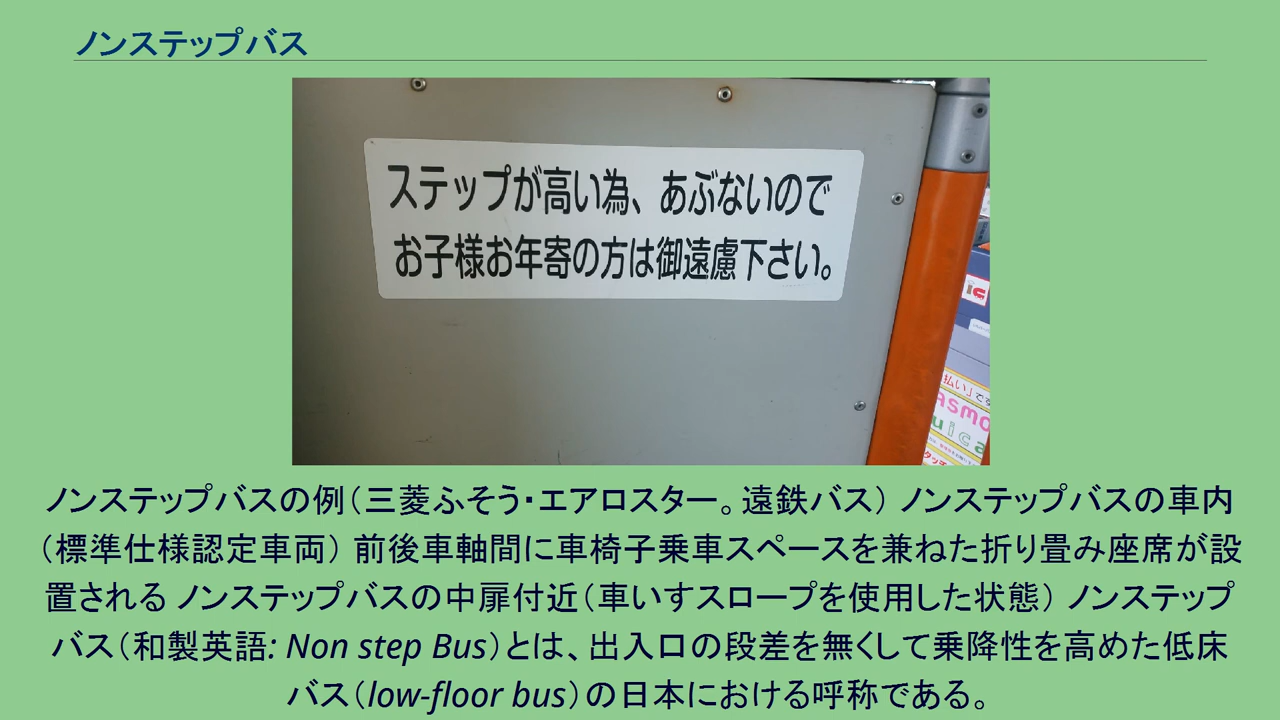 ノンステップバス
ステップが高い為、あぶないので
お子様お年寄の方は御遠慮下さい。
ic
払い」です
ASMO
uica
タッチ
ノンステップバスの例（三菱ふそう・エアロスター。遠鉄バス） ノンステップバスの車内
（標準仕様認定車両） 前後車軸間に車椅子乗車スペースを兼ねた折り畳み座席が設
置される ノンステップバスの中扉付近（車いすスロープを使用した状態） ノンステップ
バス（和製英語: Non step Bus）とは、出入口の段差を無くして乗降性を高めた低床
バス（low-floor bus）の日本における呼称である。